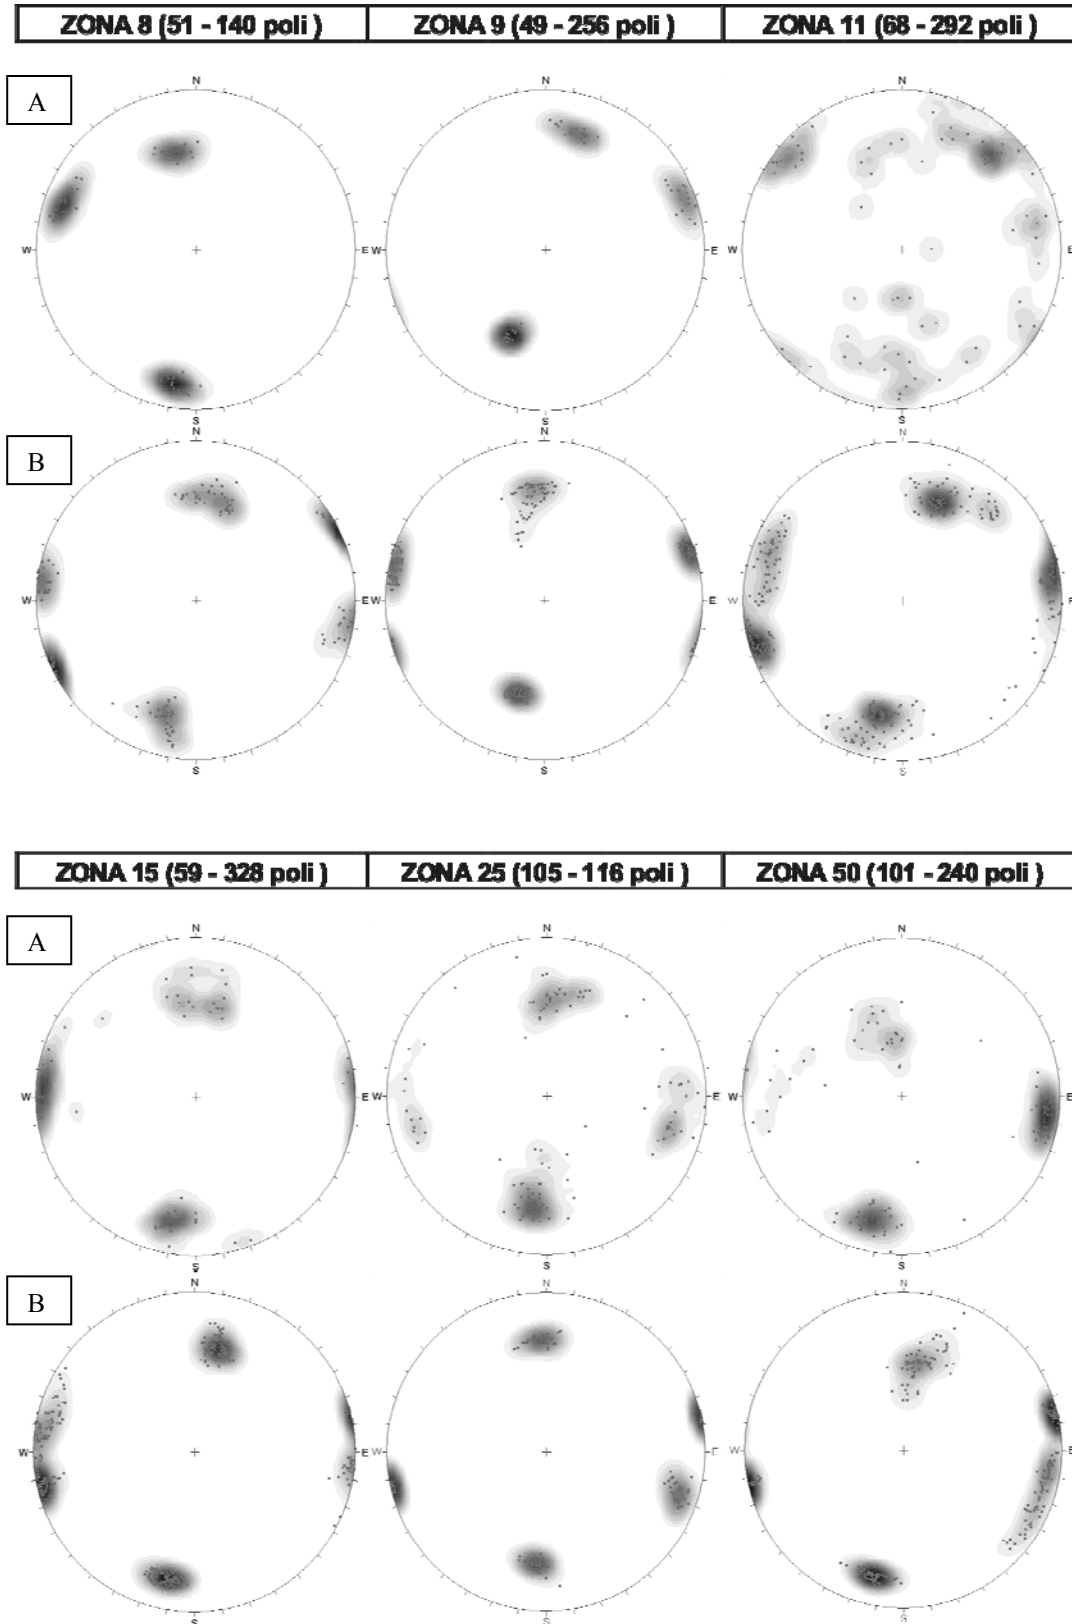 ZONA 8 (51 - 140 poli ) ZONA 9 (49 - 256 poli ) ZONA 11 (68 - 292 poli )
A
N N N
W E W E W E
S S S
B
N N N
W E W E W
S S S
ZONA 15 (59 - 328 poli ) ZONA 25 (105 - 116 poli ) ZONA 50 (101 - 240 poli )
A
N N N
W E W E W E
S S S
B
N N N
W E W W E
S S S